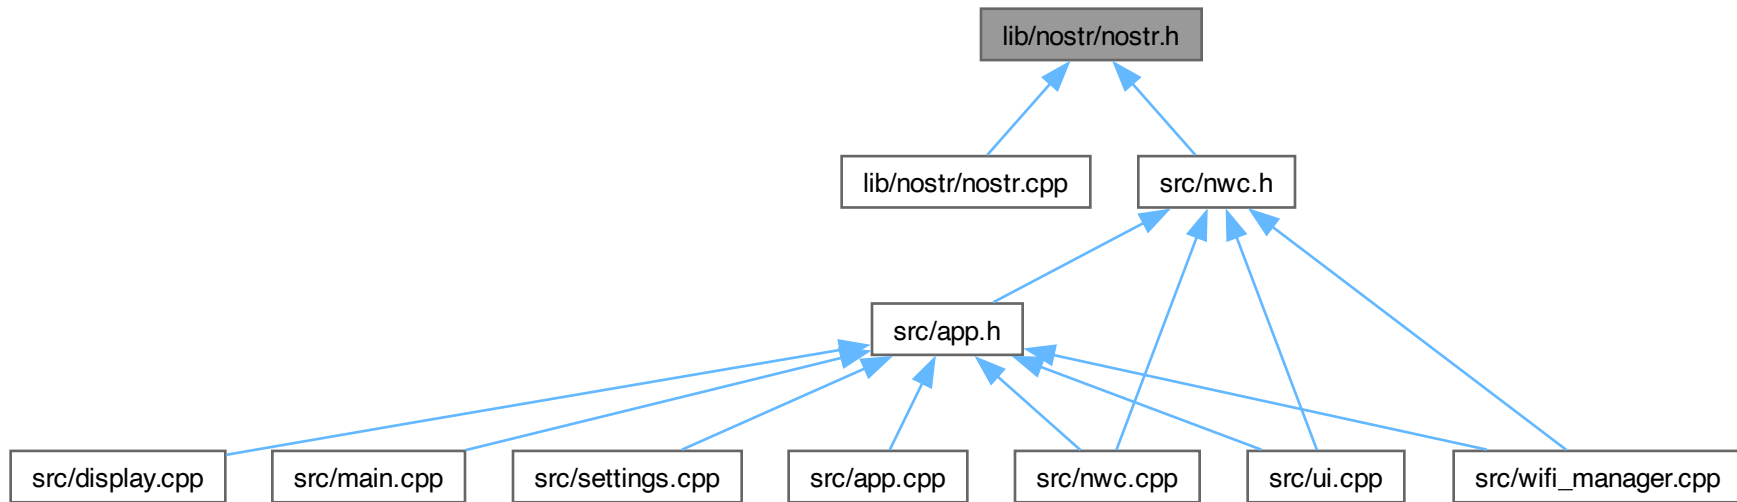 lib/nostr/nostr.h
lib/nostr/nostr.cpp
src/nwc.h
src/app.h
src/display.cpp
src/main.cpp
src/settings.cpp
src/app.cpp
src/nwc.cpp
src/ui.cpp
src/wifi_manager.cpp